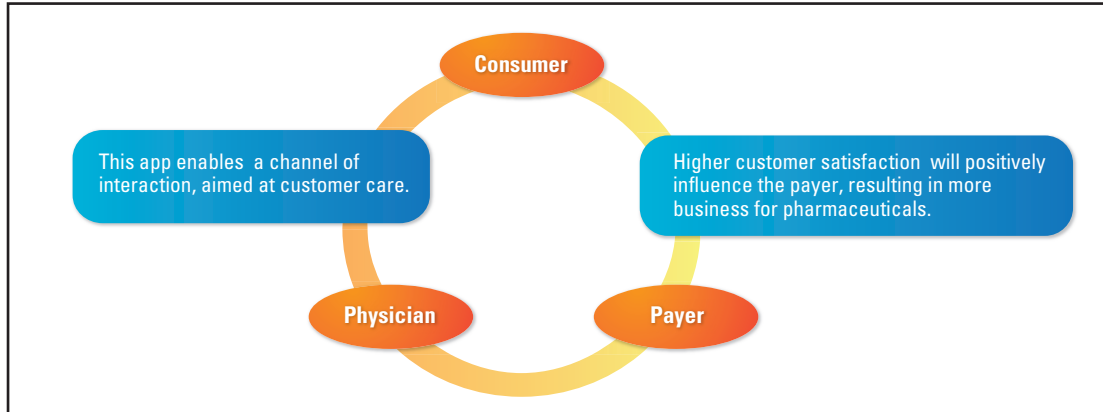 Consumer
This app enables a channel of
interaction, aimed at customer care.
Higher customer satisfaction will positively
influence the payer, resulting in more
business for pharmaceuticals.
Physician
Payer